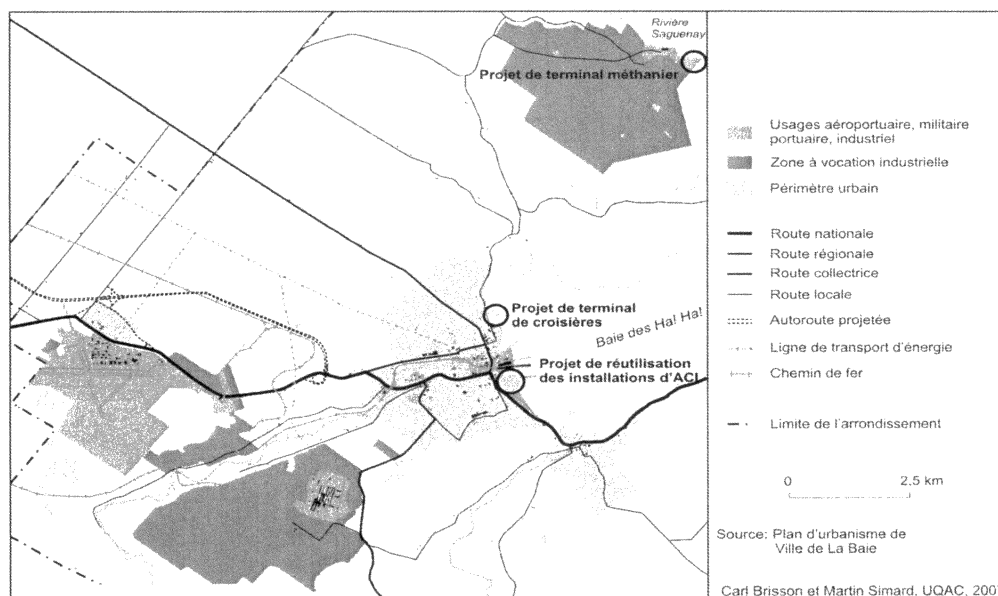 Rivière
Saguenay
Projet de terminal méthanier
Projet de terminal
de croisières
Baie des Ha! Ha!
Projet de réutilisation
des installations d'ACI
Usages aéroportuaire, militaire
portuaire, industriel
Zone à vocation industrielle
Périmètre urbain
Route nationale
Route régionale
Route collectrice
Route locale
Autoroute projetée
Ligne de transport d'énergie
Chemin de fer
Limite de l'arrondissement
0 2.5 km
Source: Plan d'urbanisme de
Ville de La Baie
Carl Brisson et Martin Simard, UQAC, 200